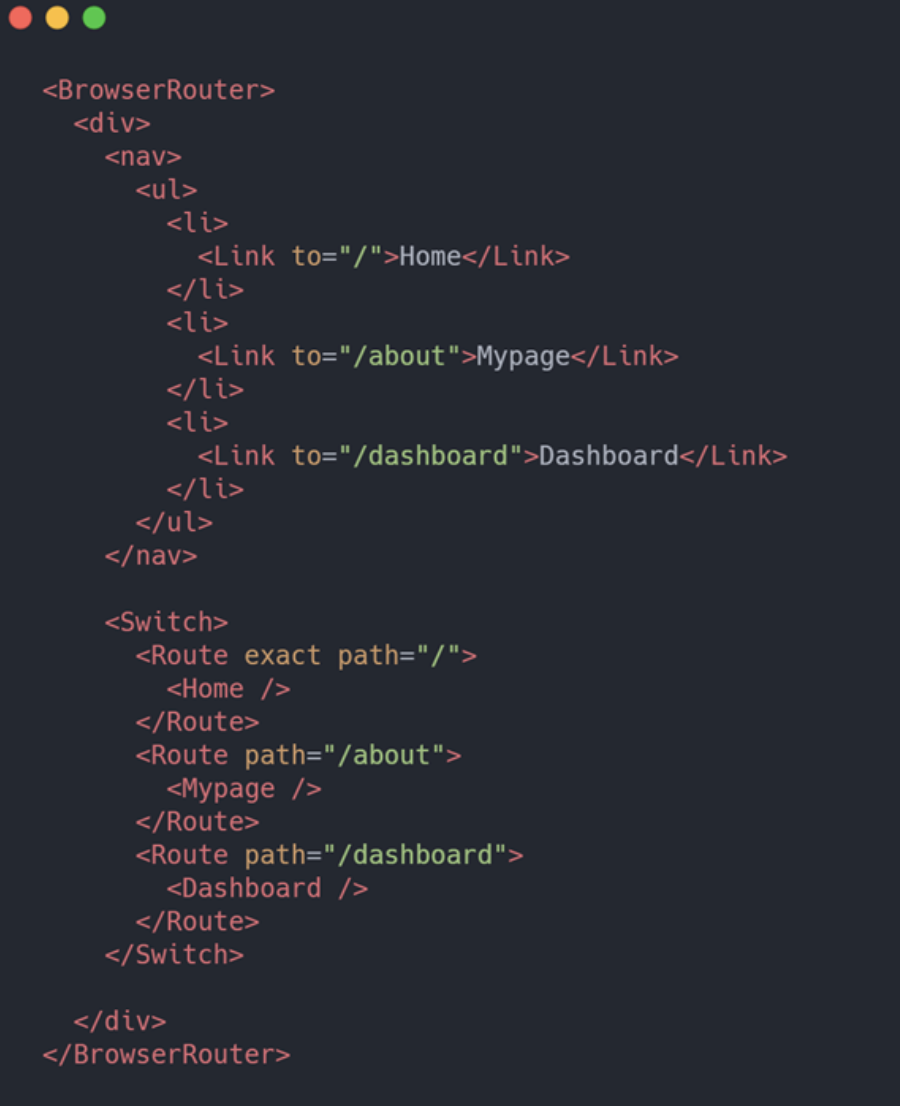 <BrowserRouter>
  <div>
    <nav>
      <ul>
        <li>
          <Link to="/">Home</Link>
        </li>
        <li>
          <Link to="/about">Mypage</Link>
        </li>
        <li>
          <Link to="/dashboard">Dashboard</Link>
        </li>
      </ul>
    </nav>

    <Switch>
      <Route exact path="/">
        <Home />
      </Route>
      <Route path="/about">
        <Mypage />
      </Route>
      <Route path="/dashboard">
        <Dashboard />
      </Route>
    </Switch>

  </div>
</BrowserRouter>